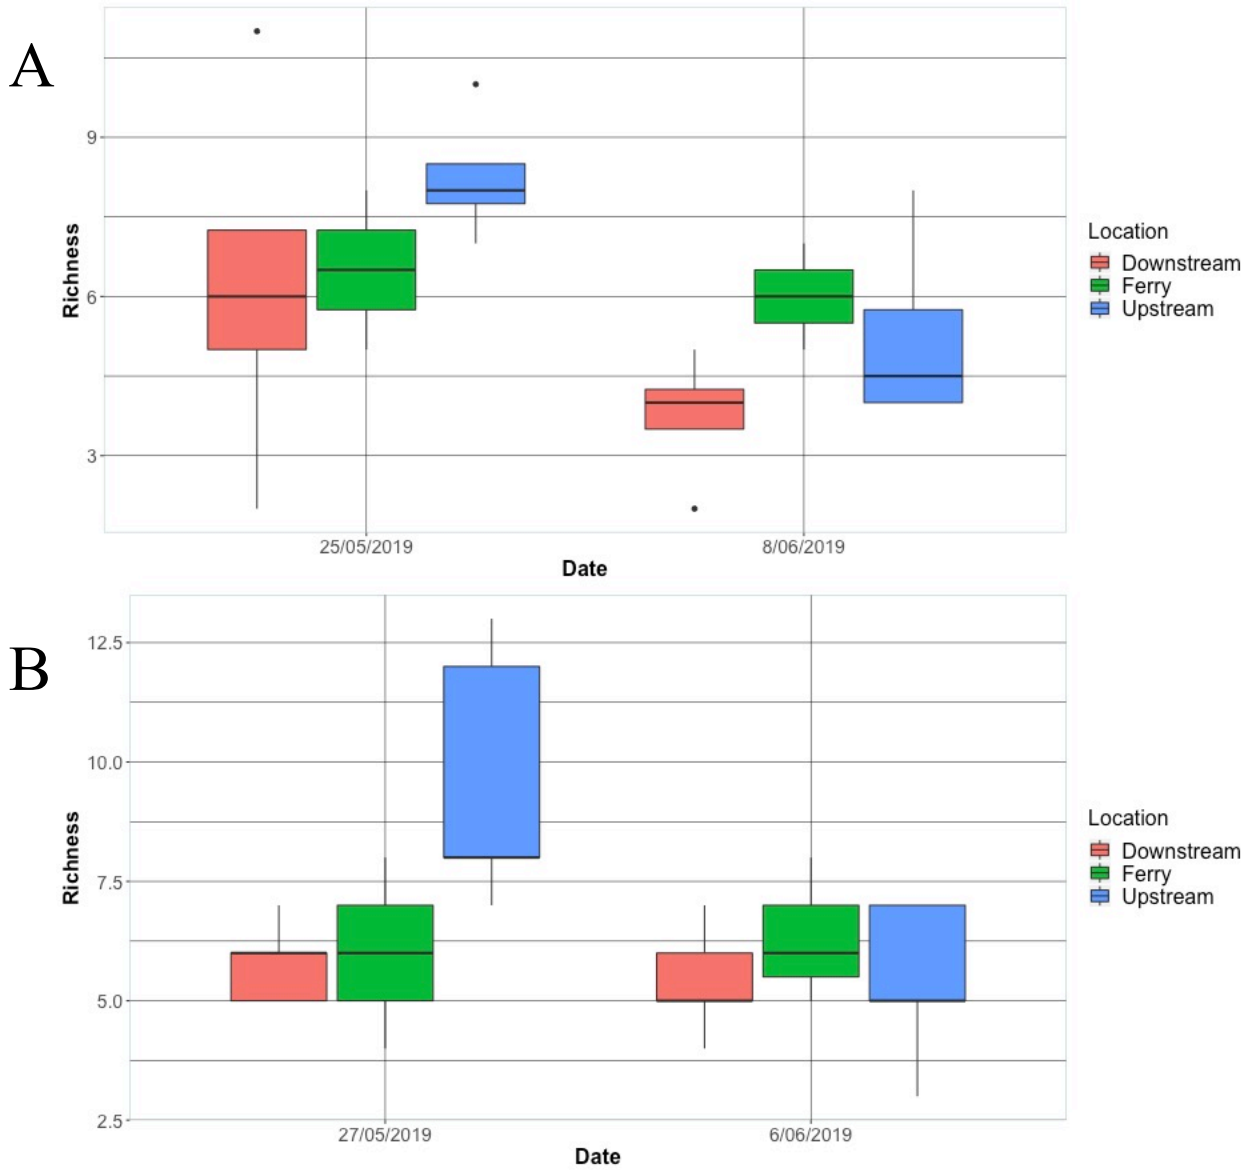 A
9
6
3
Richness
25/05/2019
8/06/2019
Date
Location
Downstream
Ferry
Upstream
B
12.5
10.0
7.5
5.0
2.5
Richness
27/05/2019
6/06/2019
Date
Location
Downstream
Ferry
Upstream